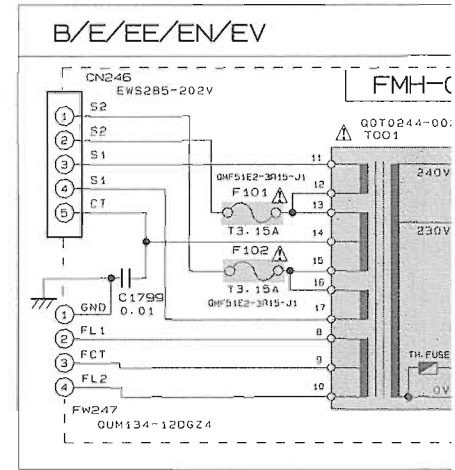 B/E/EE/EN/EV
FMH-
CN246
EWS285-202V
1 S2
2 S2
3 S1
4 S1
5 CT
Q0T0244-00
T001
QMF51E2-3R15-J1
F101
T3.15A
F102
T3.15A
QMF51E2-3R15-J1
11
12
13
14
15
16
17
8
9
10
240V
230V
TH.FUSE
0V
C1799
0.01
1 GND
2 FL1
3 FCT
4 FL2
FW247
QUM134-12DGZ4